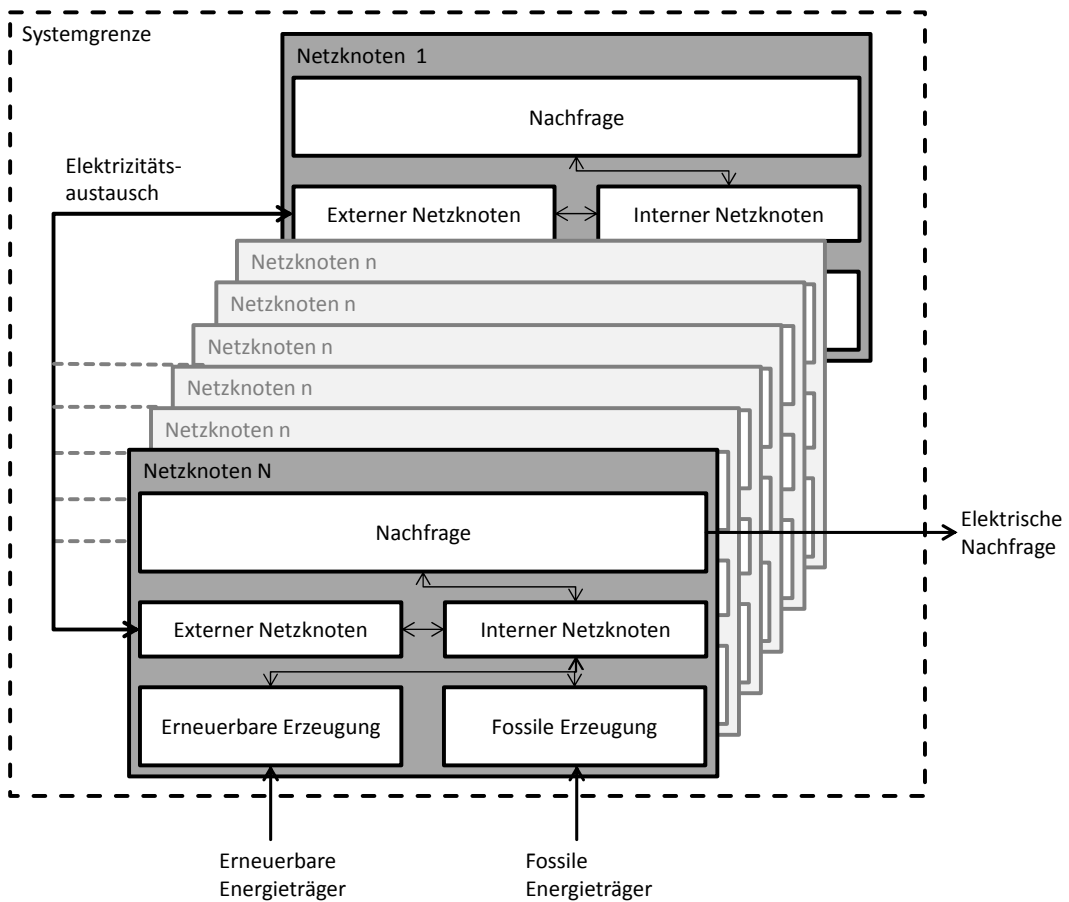 Systemgrenze
Netzknoten 1
Nachfrage
Elektrizitäts-
austausch
Externer Netzknoten
Interner Netzknoten
Netzknoten n
Netzknoten n
Netzknoten n
Netzknoten n
Netzknoten n
Netzknoten N
Nachfrage
Elektrische
Nachfrage
Externer Netzknoten
Interner Netzknoten
Erneuerbare Erzeugung
Fossile Erzeugung
Erneuerbare
Energieträger
Fossile
Energieträger